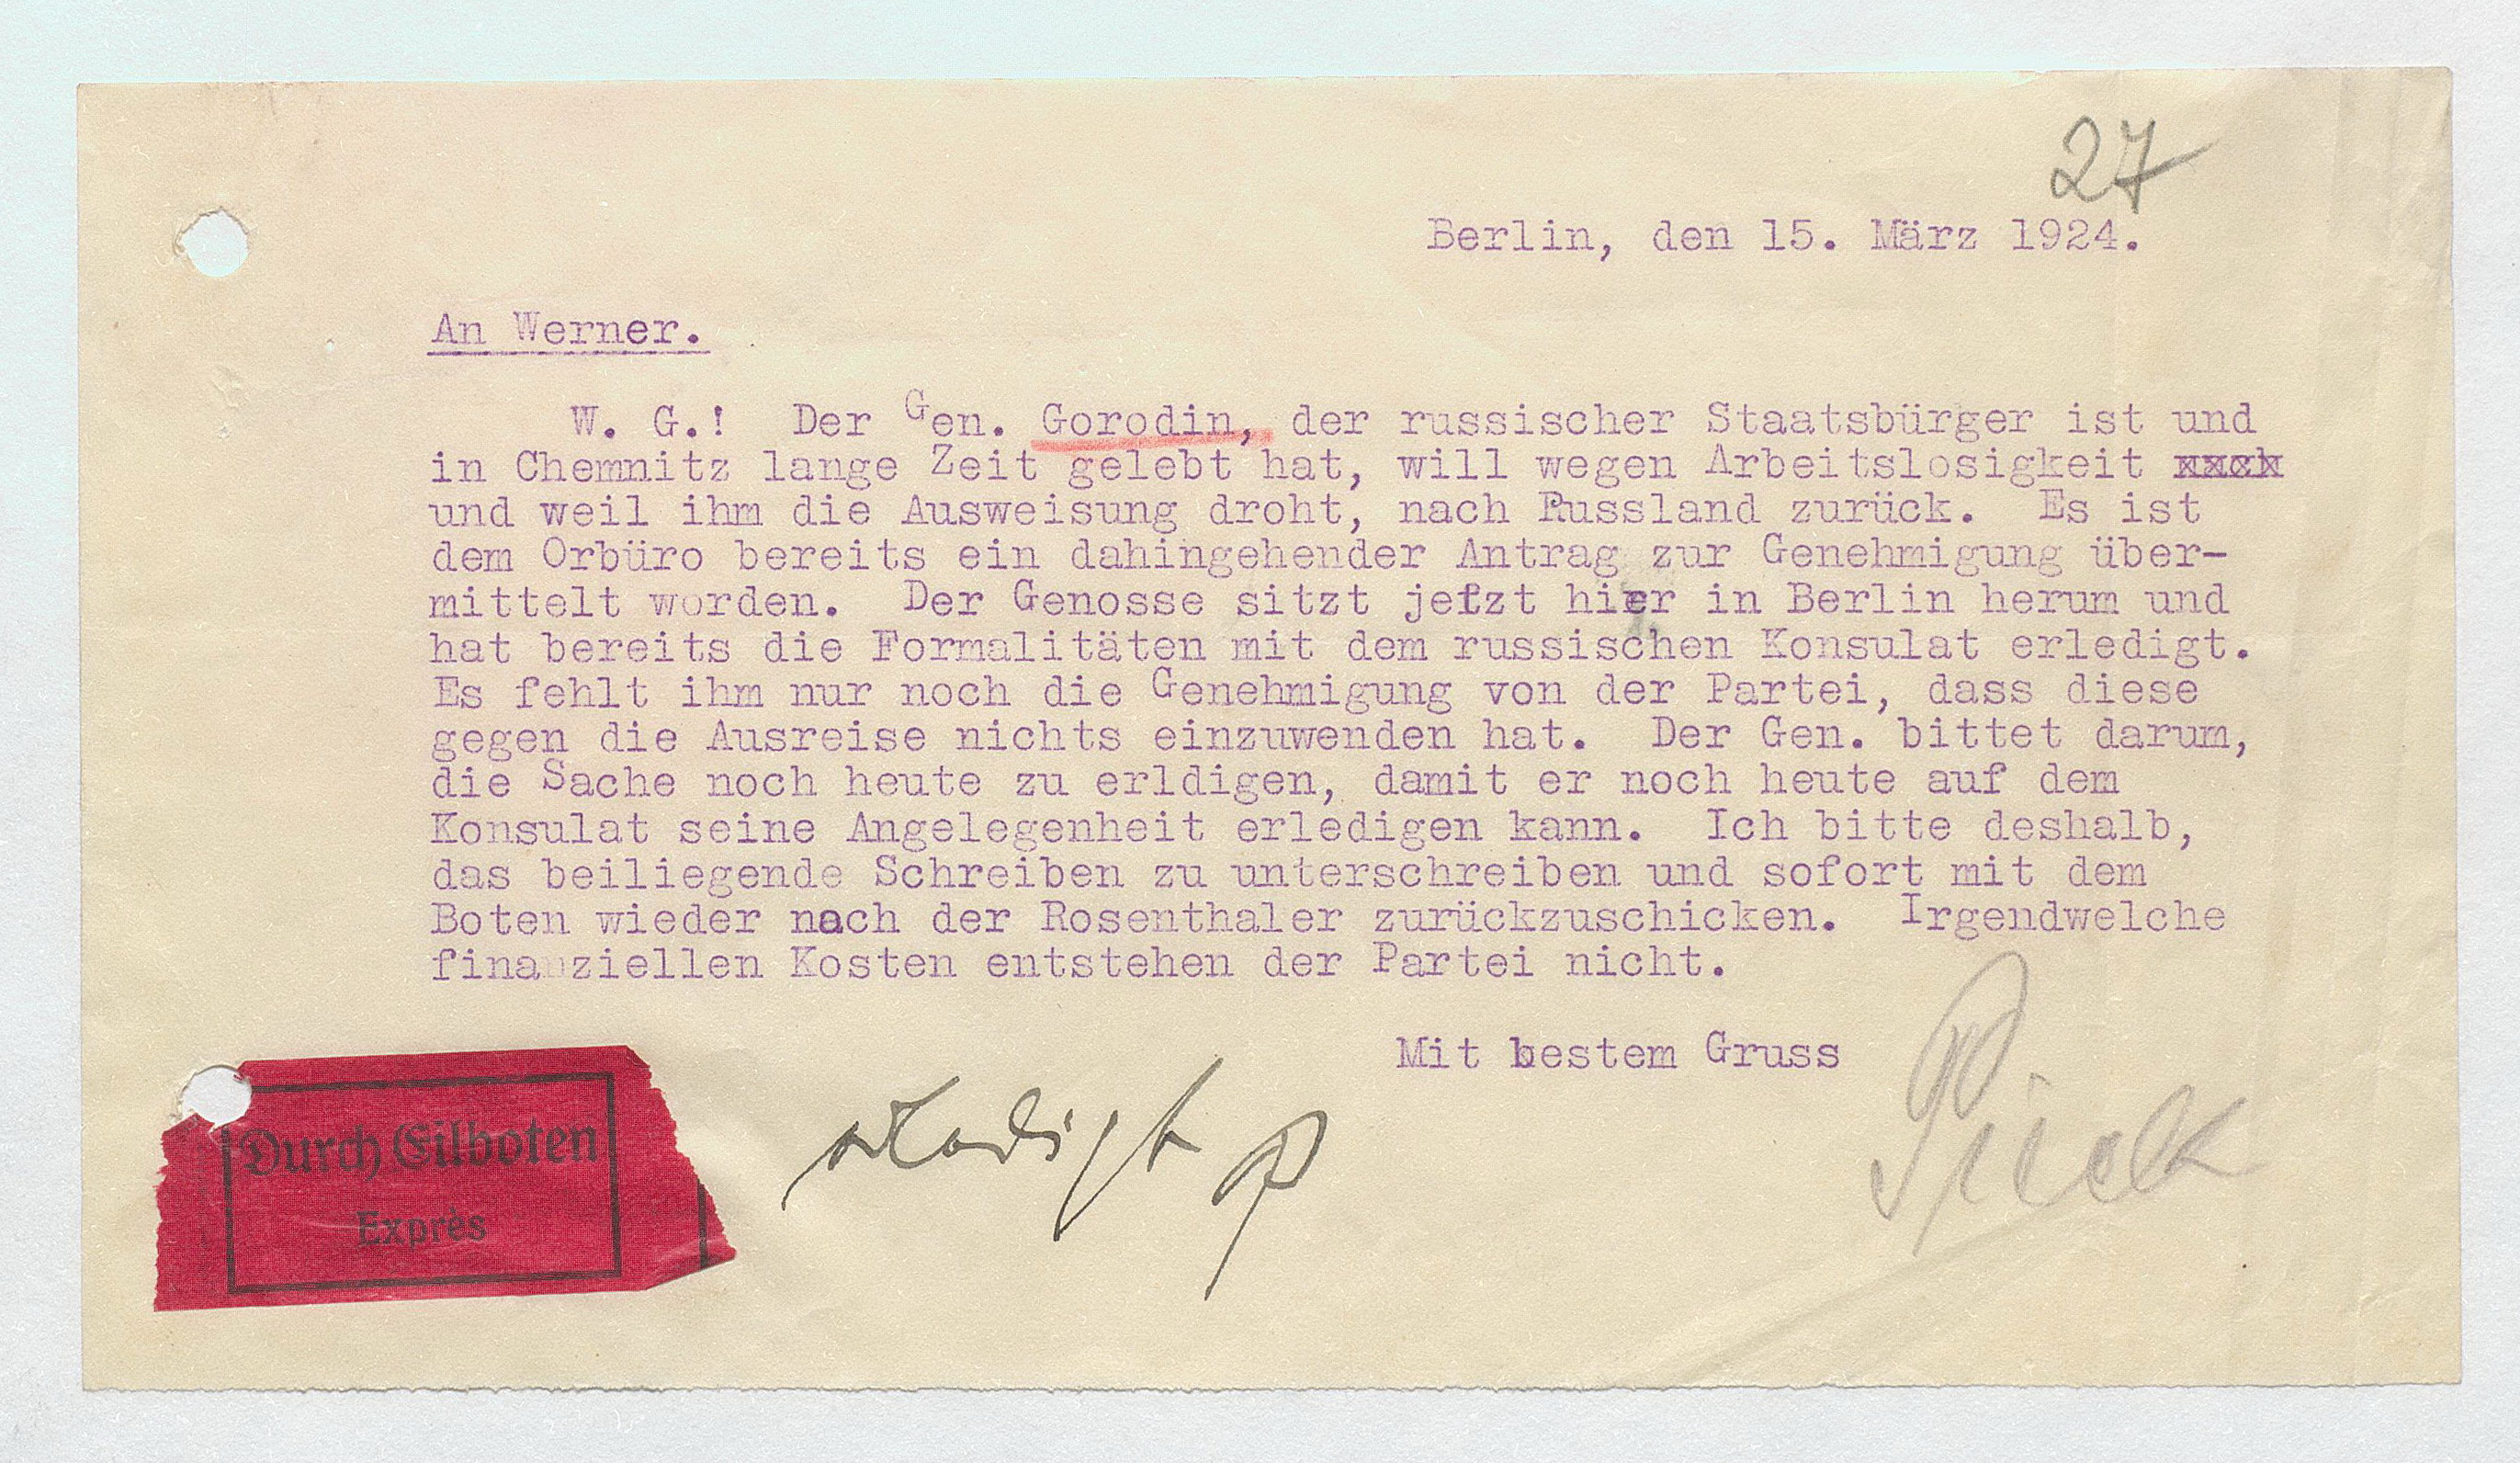 27
Berlin, den 15. März 1924.
An Werner.
W. G.! Der Gen. Gorodin, der russischer Staatsbürger ist und
in Chemnitz lange Zeit gelebt hat, will wegen Arbeitslosigkeit
und weil ihm die Ausweisung droht, nach Russland zurück. Es ist
dem Orbüro bereits ein dahingehender Antrag zur Genehmigung über-
mittelt worden. Der Genosse sitzt jetzt hier in Berlin herum und
hat bereits die Formalitäten mit dem russischen Konsulat erledigt.
Es fehlt ihm nur noch die Genehmigung von der Partei, dass diese
gegen die Ausreise nichts einzuwenden hat. Der Gen. bittet darum,
die Sache noch heute zu erldigen, damit er noch heute auf dem
Konsulat seine Angelegenheit erledigen kann. Ich bitte deshalb,
das beiliegende Schreiben zu unterschreiben und sofort mit dem
Boten wieder nach der Rosenthaler zurückzuschicken. Irgendwelche
finanziellen Kosten entstehen der Partei nicht.
Mit bestem Gruss
Pieck
erledigt
Durch Eilboten
Exprès